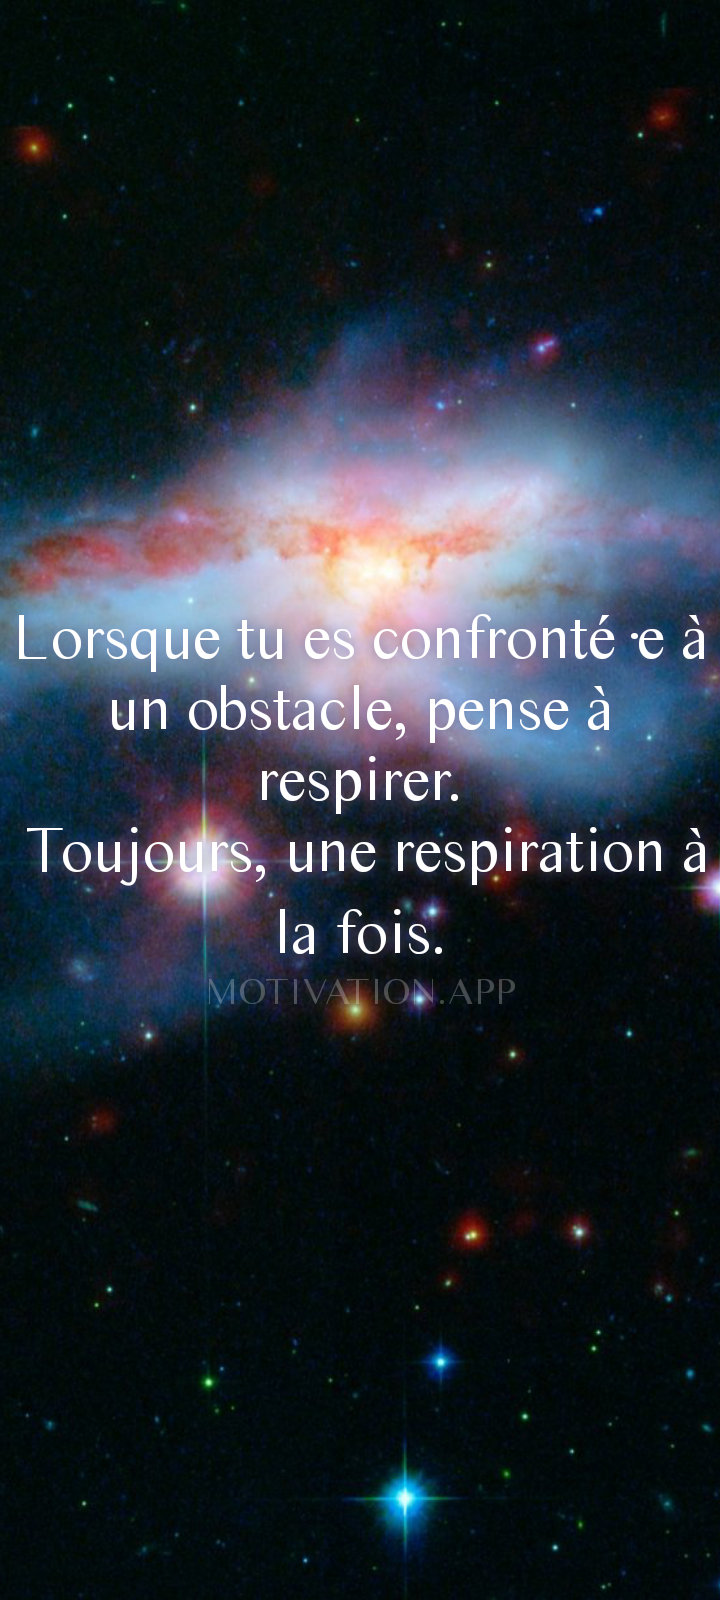 Lorsque tu es confronté·e à
un obstacle, pense à
respirer.
Toujours, une respiration à
la fois.
MOTIVATION.APP